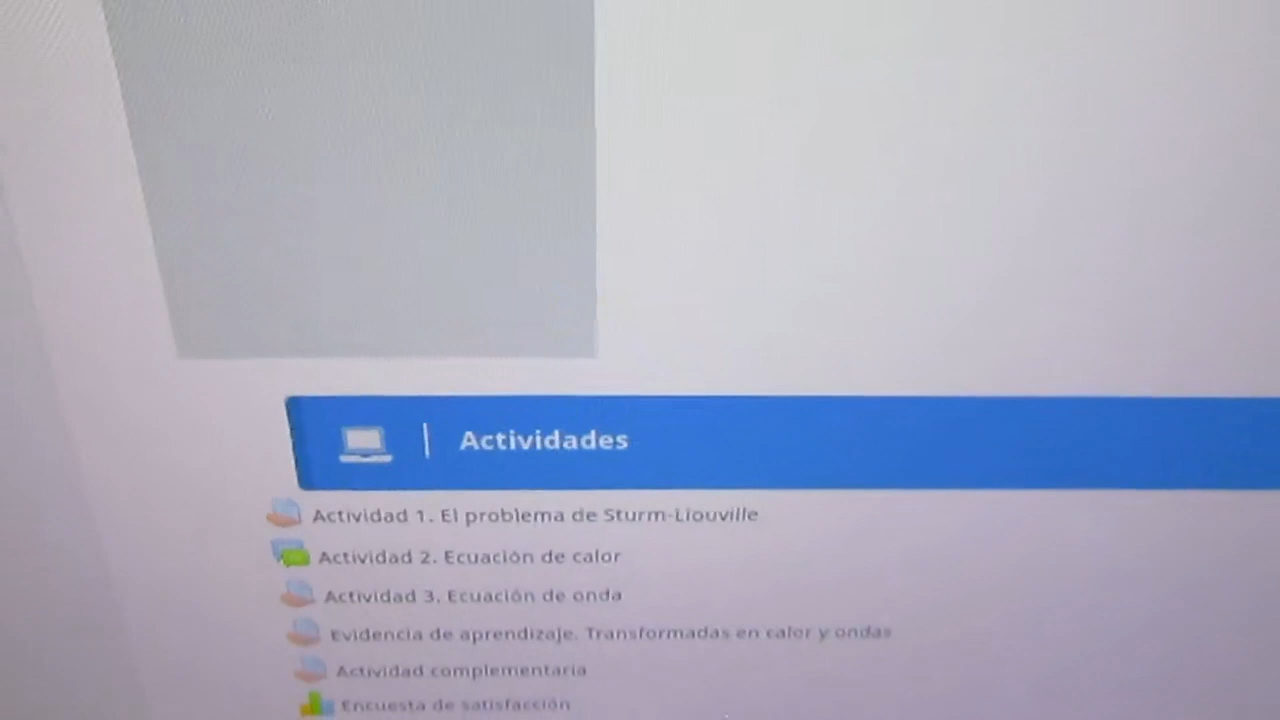 Actividades
Actividad 1. El problema de Sturm-Liouville
Actividad 2. Ecuación de calor
Actividad 3. Ecuación de onda
Evidencia de aprendizaje. Transformadas en calor y ondas
Actividad complementaria
Encuesta de satisfacción